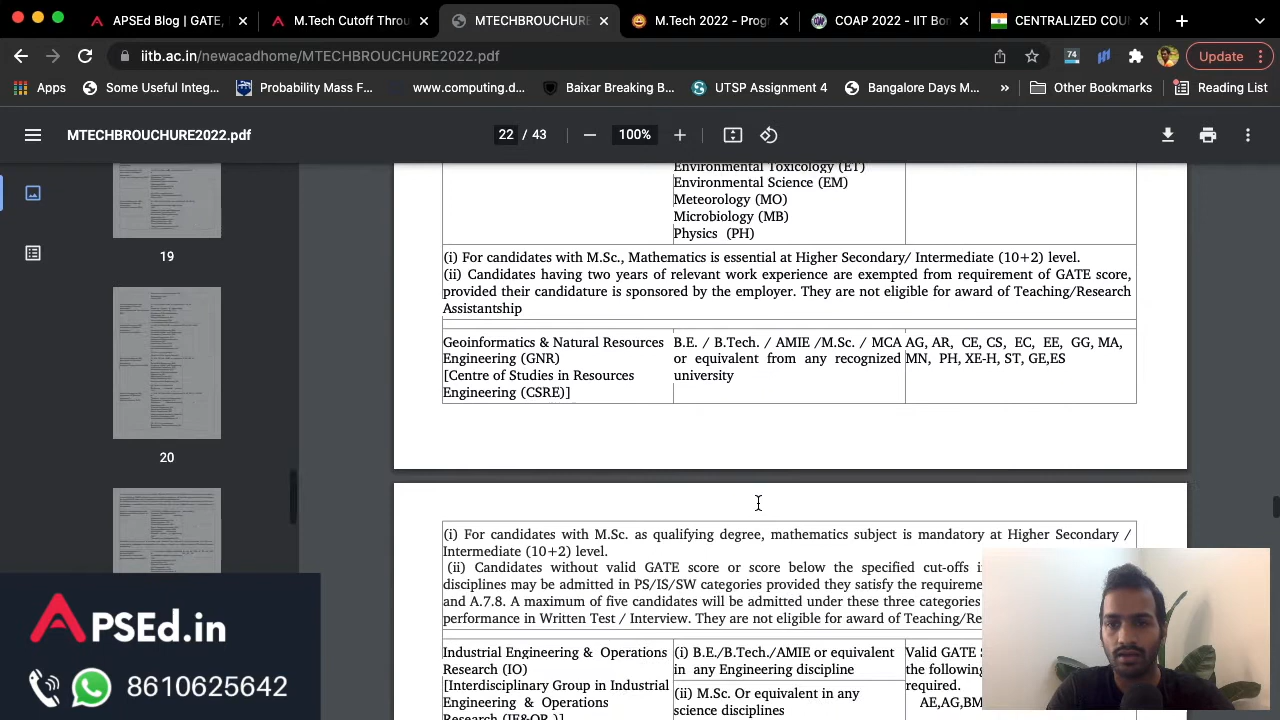 APSEd Blog | GATE,
M.Tech Cutoff Throu
MTECHBROUCHURE
M.Tech 2022 - Prog
COAP 2022 - IIT Bon
CENTRALIZED COU
iitb.ac.in/newacadhome/MTECHBROUCHURE2022.pdf
74
Update
Apps
Some Useful Integ...
Probability Mass F...
www.commtring.d...
Baixar Breaking B...
UTSP Assignment 4
Bangalore Days M...
Other Bookmarks
Reading List
MTECHBROUCHURE2022.pdf
22 / 43
100%
19
20
Environmental Toxicology(ET)
Environmental Science (EM)
Meteorology (MO)
Microbiology (MB)
Physics (PH)
(i) For candidates with M.Sc., Mathematics is essential at Higher Secondary/ Intermediate (10+2) level.
(ii) Candidates having two years of relevant work experience are exempted from requirement of GATE score,
provided their candidature is sponsored by the employer. They are not eligible for award of Teaching/Research
Assistantship
Geoinformatics & Natural Resources
Engineering (GNR)
[Centre of Studies in Resources
Engineering (CSRE)]
B.E. / B.Tech. / AMIE /M.Sc. / MCA
or equivalent from any recognized
university
AG, AR, CE, CS, EC, EE, GG, MA,
MN, PH, XE-H, ST, GE,ES
(i) For candidates with M.Sc. as qualifying degree, mathematics subject is mandatory at Higher Secondary /
Intermediate (10+2) level.
(ii) Candidates without valid GATE score or score below the specified cut-offs i
disciplines may be admitted in PS/IS/SW categories provided they satisfy the requireme
and A.7.8. A maximum of five candidates will be admitted under these three categories
performance in Written Test / Interview. They are not eligible for award of Teaching/Re
Industrial Engineering & Operations
Research (IO)
[Interdisciplinary Group in Industrial
Engineering & Operations
Research (IE&OR )]
(i) B.E./B.Tech./AMIE or equivalent
in any Engineering discipline
(ii) M.Sc. Or equivalent in any
science disciplines
Valid GATE
the following
required.
AE,AG,BM
APSEd.in
8610625642